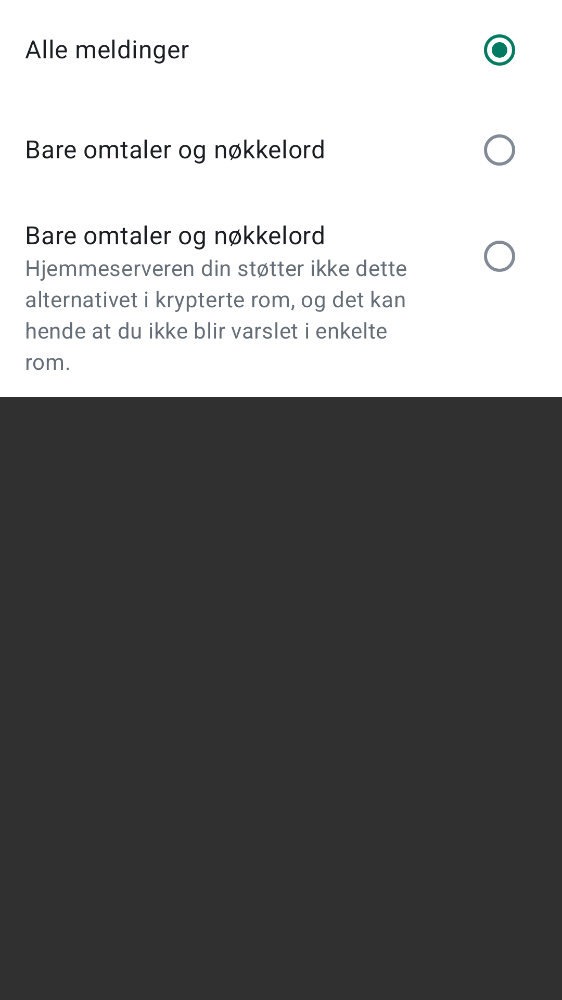 Alle meldinger
Bare omtaler og nøkkelord
Bare omtaler og nøkkelord
Hjemmeserveren din støtter ikke dette
alternativet i krypterte rom, og det kan
hende at du ikke blir varslet i enkelte
rom.